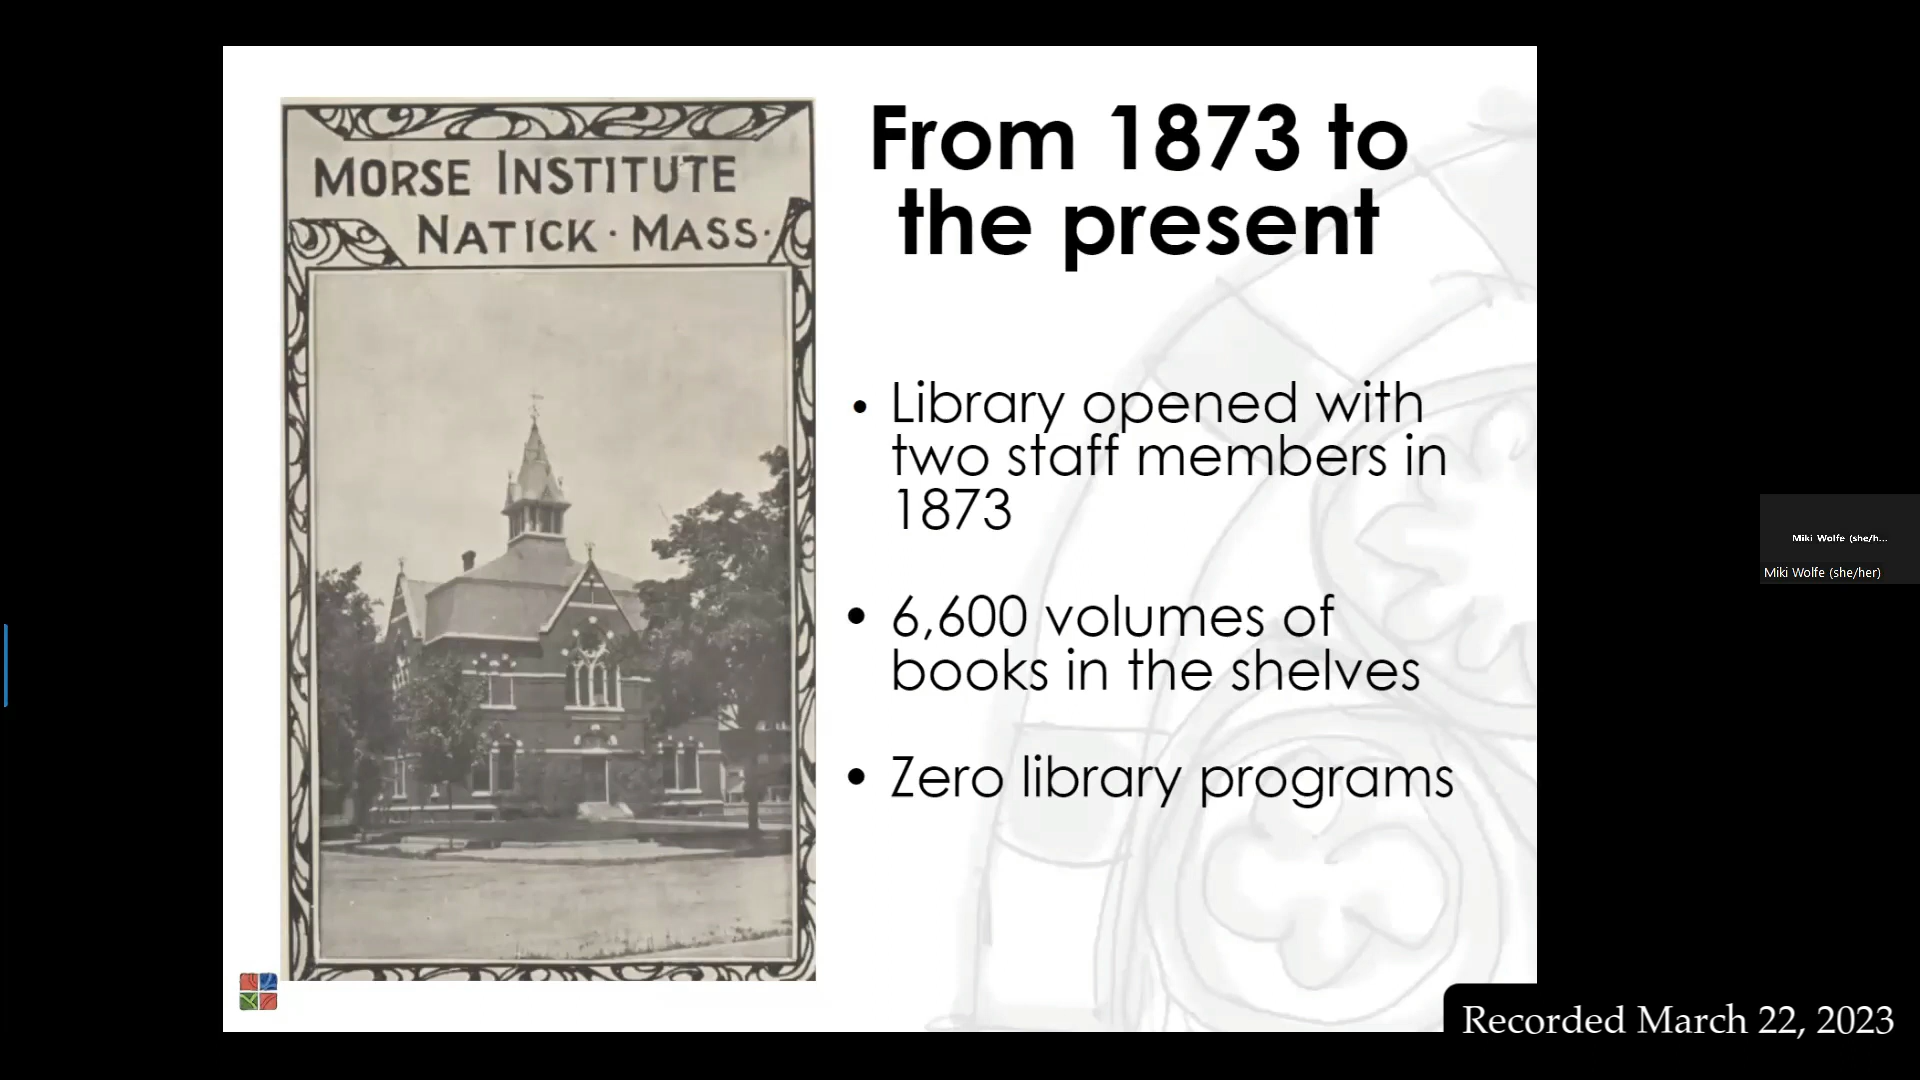 MORSE INSTITUTE
NATICK · MASS.
From 1873 to
the present
• Library opened with
two staff members in
1873
• 6,600 volumes of
books in the shelves
• Zero library programs
Miki Wolfe (she/h...
Miki Wolfe (she/her)
Recorded March 22, 2023